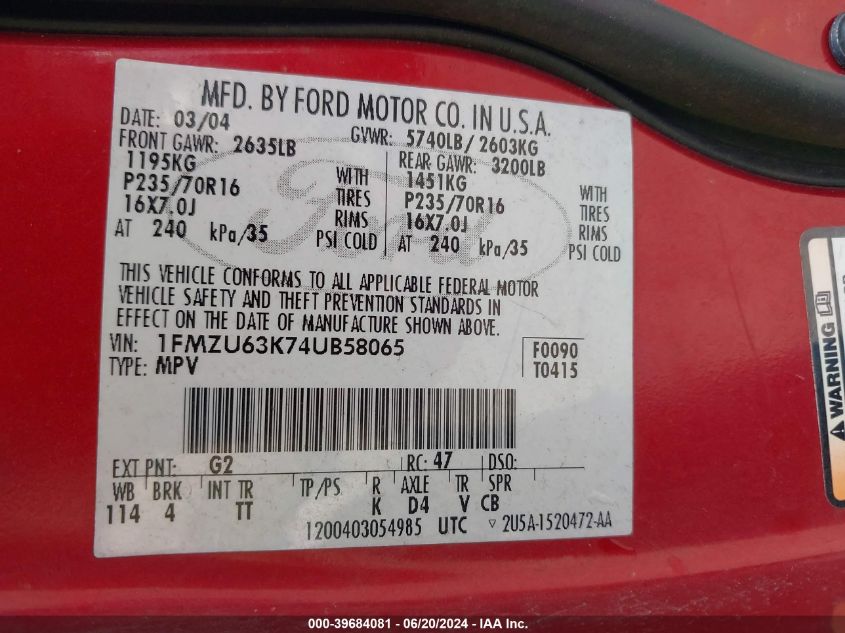 MFD. BY FORD MOTOR CO. IN U.S.A.
DATE: 03/04 GVWR: 5740LB/ 2603KG
FRONT GAWR: 2635LB REAR GAWR: 3200LB
1195KG WITH 1451KG WITH
P235/70R16 TIRES P235/70R16 TIRES
16X7.0J RIMS 16X7.0J RIMS
AT 240 kPa/35 PSI COLD AT 240 kPa/35 PSI COLD
Ford
THIS VEHICLE CONFORMS TO ALL APPLICABLE FEDERAL MOTOR
VEHICLE SAFETY AND THEFT PREVENTION STANDARDS IN
EFFECT ON THE DATE OF MANUFACTURE SHOWN ABOVE.
VIN: 1FMZU63K74UB58065 F0090
TYPE: MPV T0415
EXT PNT: G2 RC: 47 DSO:
WB BRK INT TR TP/PS R AXLE TR SPR
114 4 TT K D4 V CB
1200403054985 UTC ▽ 2U5A-1520472-AA
WARNING
000-39684081 - 06/20/2024 - IAA Inc.